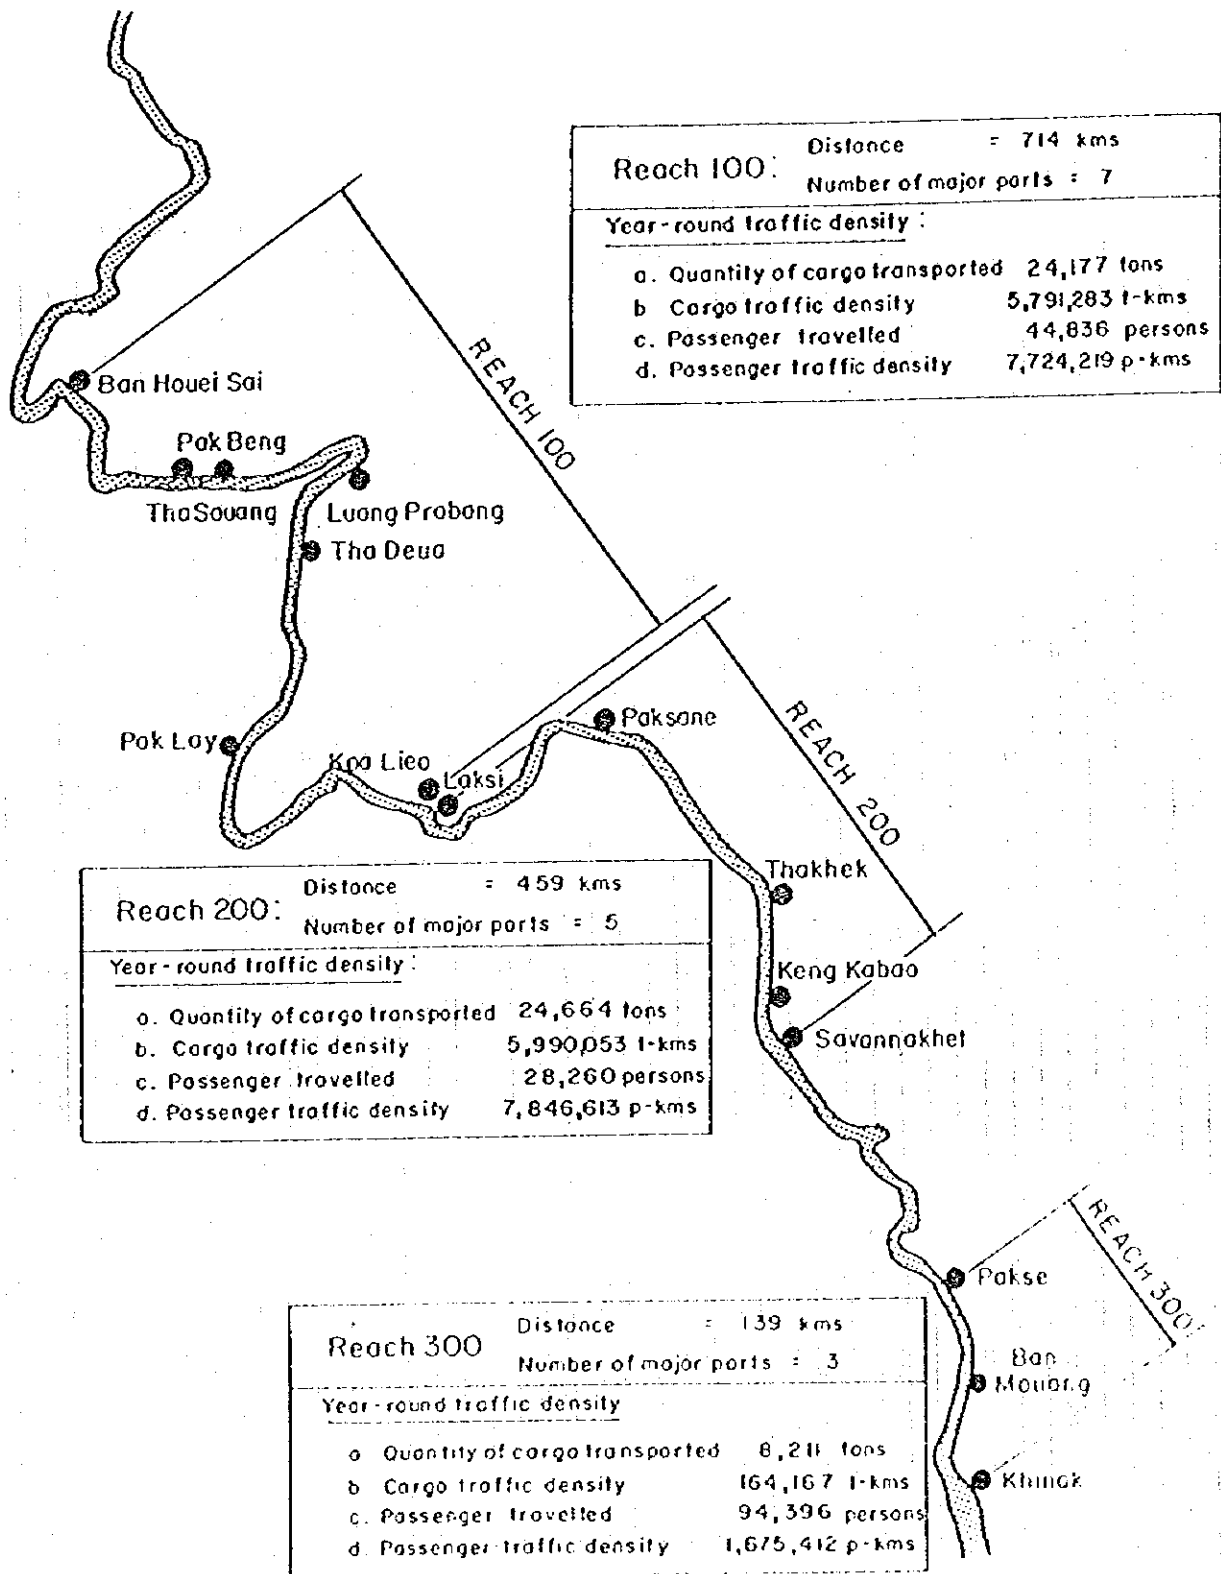 Reach 100: Distance = 714 kms
Number of major ports = 7
Year-round traffic density :
a. Quantity of cargo transported 24,177 tons
b Cargo traffic density 5,791,283 t-kms
c. Passenger travelled 44,836 persons
d. Passenger traffic density 7,724,219 p-kms
REACH 100
Ban Houei Sai
Pak Beng
Tha Souang
Luang Prabang
Tha Deua
Pak Lay
Koa Lieo
Laksi
Paksane
REACH 200
Thakhek
Keng Kabao
Savannakhet
Reach 200: Distance = 459 kms
Number of major ports = 5
Year-round traffic density :
a. Quantity of cargo transported 24,664 tons
b. Cargo traffic density 5,990,053 t-kms
c. Passenger travelled 28,260 persons
d. Passenger traffic density 7,846,613 p-kms
REACH 300
Pakse
Ban
Mouang
Khinak
Reach 300 Distance = 139 kms
Number of major ports = 3
Year-round traffic density
a Quantity of cargo transported 8,211 tons
b Cargo traffic density 164,167 t-kms
c. Passenger travelled 94,396 persons
d. Passenger traffic density 1,675,412 p-kms